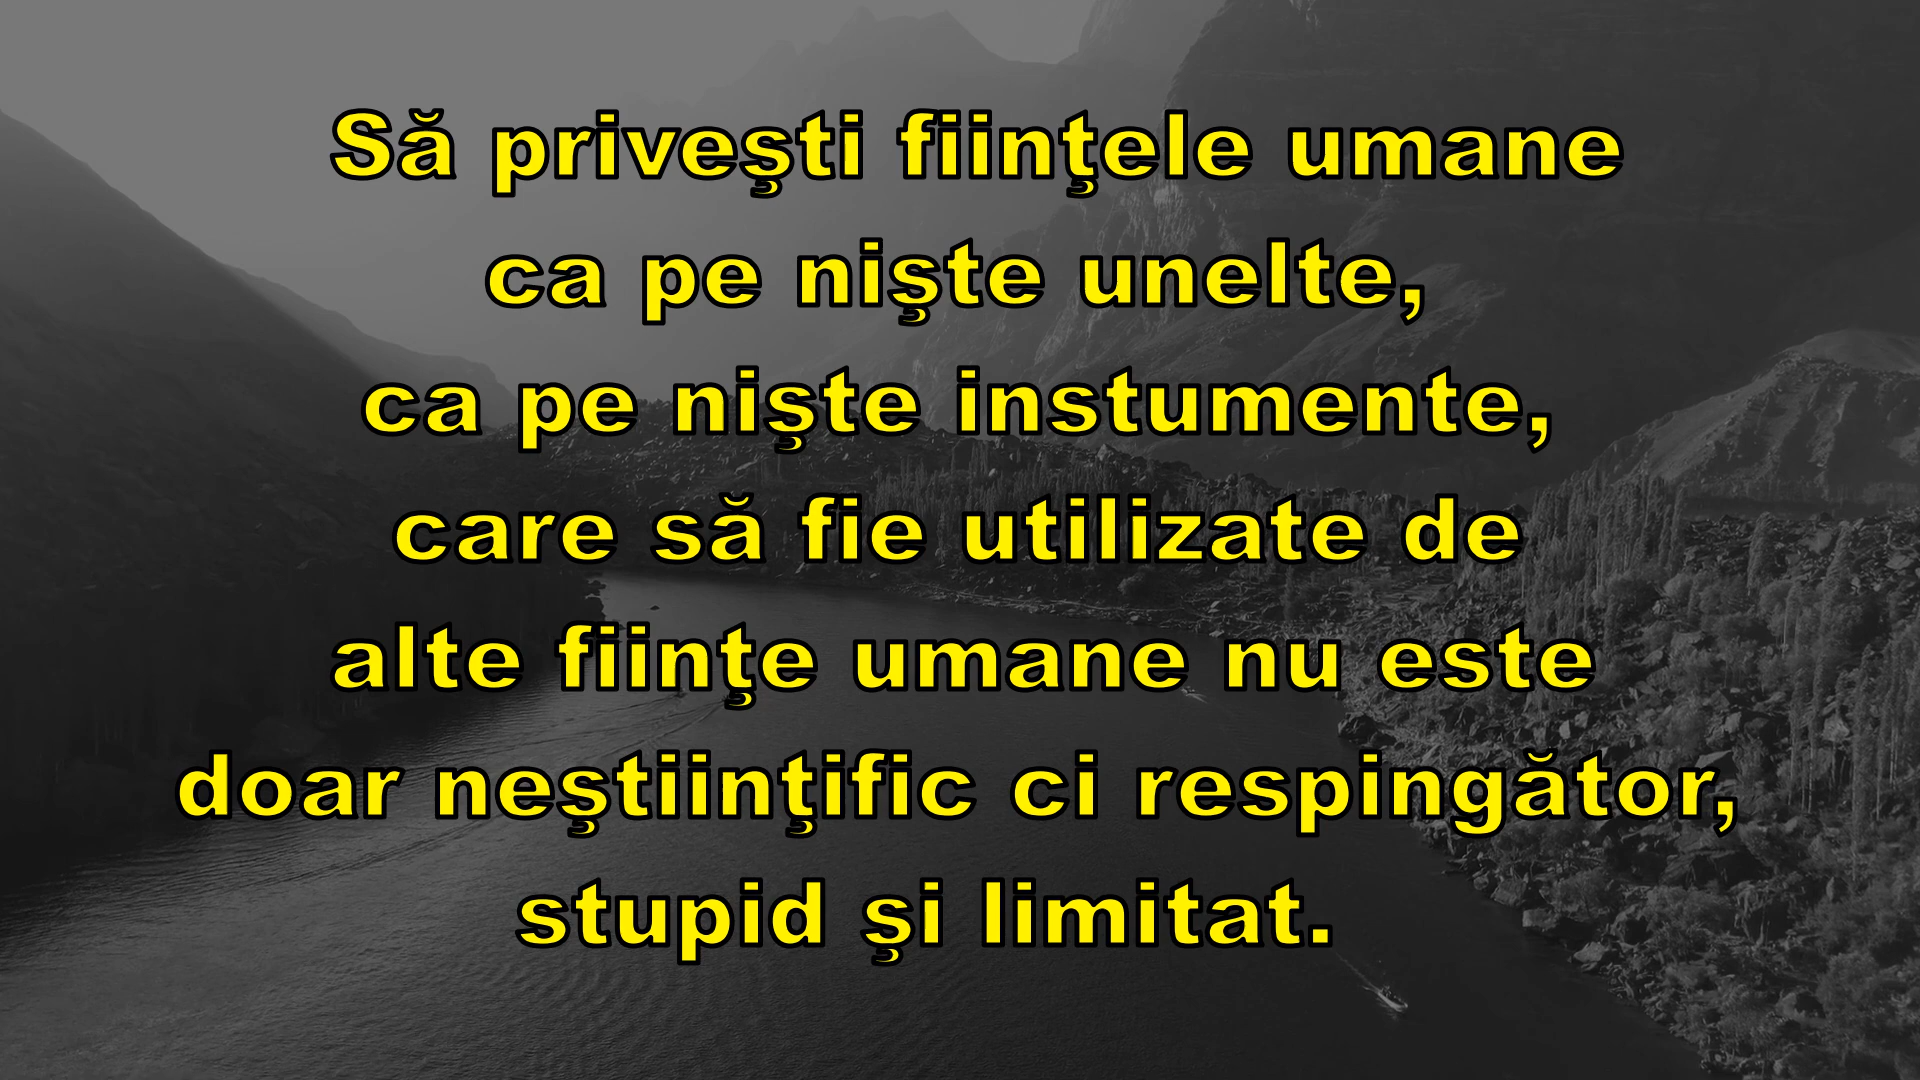 Să priveşti fiinţele umane
ca pe nişte unelte,
ca pe nişte instumente,
care să fie utilizate de
alte fiinţe umane nu este
doar neştiinţific ci respingător,
stupid şi limitat.